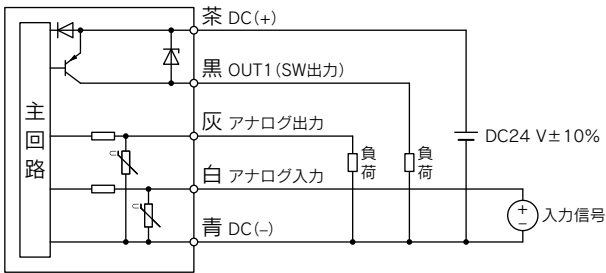 茶 DC(+)
黒 OUT1(SW出力)
灰 アナログ出力
白 アナログ入力
青 DC(−)
主回路
負荷
負荷
DC24 V±10%
+
−
入力信号